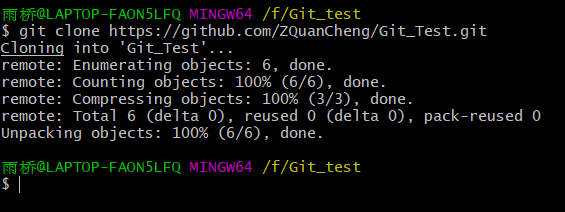 雨桥@LAPTOP-FAON5LFQ MINGW64 /f/Git_test
$ git clone https://github.com/ZQuanCheng/Git_Test.git
Cloning into 'Git_Test'...
remote: Enumerating objects: 6, done.
remote: Counting objects: 100% (6/6), done.
remote: Compressing objects: 100% (3/3), done.
remote: Total 6 (delta 0), reused 0 (delta 0), pack-reused 0
Unpacking objects: 100% (6/6), done.
雨桥@LAPTOP-FAON5LFQ MINGW64 /f/Git_test
$